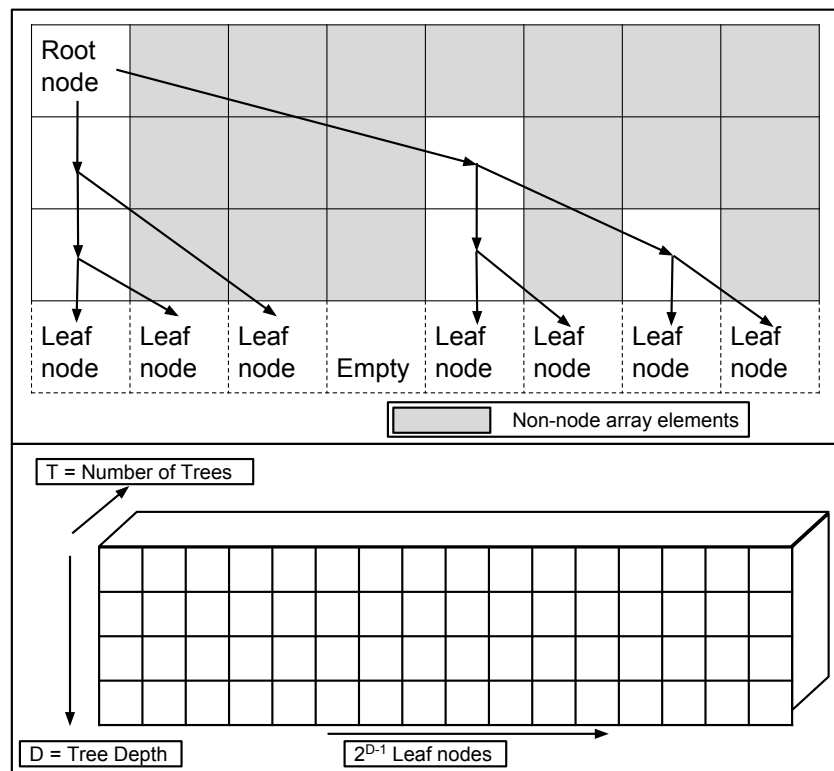 Root
node
Leaf
node
Leaf
node
Leaf
node
Empty
Leaf
node
Leaf
node
Leaf
node
Leaf
node
Non-node array elements
T = Number of Trees
D = Tree Depth
2^{D-1} Leaf nodes